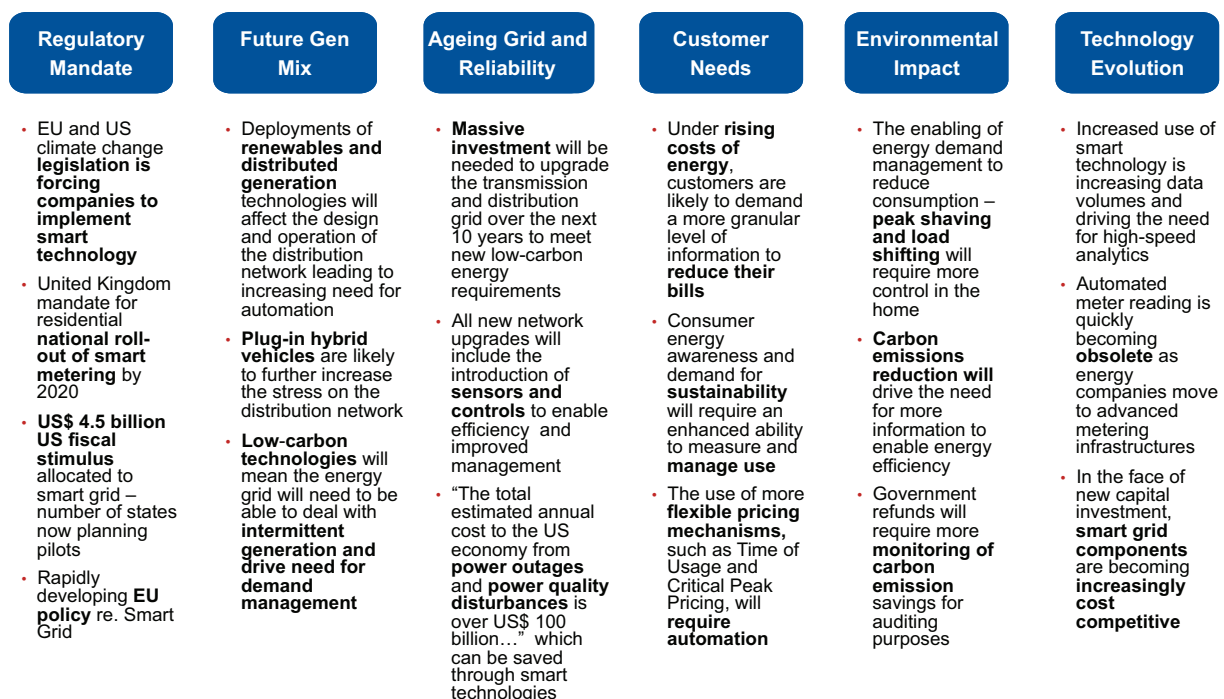 Regulatory
Mandate
• EU and US
climate change
legislation is
forcing
companies to
implement
smart
technology
• United Kingdom
mandate for
residential
national roll-
out of smart
metering by
2020
• US$ 4.5 billion
US fiscal
stimulus
allocated to
smart grid –
number of states
now planning
pilots
• Rapidly
developing EU
policy re. Smart
Grid
Future Gen
Mix
• Deployments of
renewables and
distributed
generation
technologies will
affect the design
and operation of
the distribution
network leading to
increasing need for
automation
• Plug-in hybrid
vehicles are likely
to further increase
the stress on the
distribution network
• Low-carbon
technologies will
mean the energy
grid will need to be
able to deal with
intermittent
generation and
drive need for
demand
management
Ageing Grid and
Reliability
• Massive
investment will be
needed to upgrade
the transmission
and distribution
grid over the next
10 years to meet
new low-carbon
energy
requirements
• All new network
upgrades will
include the
introduction of
sensors and
controls to enable
efficiency and
improved
management
• “The total
estimated annual
cost to the US
economy from
power outages
and power quality
disturbances is
over US$ 100
billion…” which
can be saved
through smart
technologies
Customer
Needs
• Under rising
costs of
energy,
customers are
likely to demand
a more granular
level of
information to
reduce their
bills
• Consumer
energy
awareness and
demand for
sustainability
will require an
enhanced ability
to measure and
manage use
• The use of more
flexible pricing
mechanisms,
such as Time of
Usage and
Critical Peak
Pricing, will
require
automation
Environmental
Impact
• The enabling of
energy demand
management to
reduce
consumption –
peak shaving
and load
shifting will
require more
control in the
home
• Carbon
emissions
reduction will
drive the need
for more
information to
enable energy
efficiency
• Government
refunds will
require more
monitoring of
carbon
emission
savings for
auditing
purposes
Technology
Evolution
• Increased use of
smart
technology is
increasing data
volumes and
driving the need
for high-speed
analytics
• Automated
meter reading is
quickly
becoming
obsolete as
energy
companies move
to advanced
metering
infrastructures
• In the face of
new capital
investment,
smart grid
components
are becoming
increasingly
cost
competitive